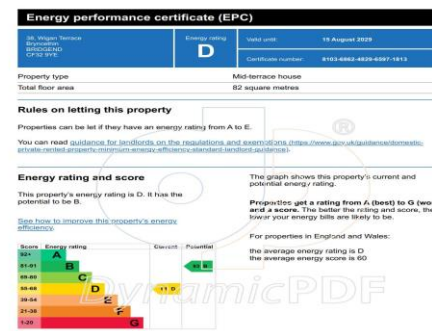 Energy performance certificate (EPC)
38, Wigan Terrace
Bryncethin
BRIDGEND
CF32 9YE
Energy rating
D
Valid until:
19 August 2029
Certificate number:
Property type
Mid-terrace house
Total floor area
82 square metres
Rules on letting this property
Properties can be let if they have an energy rating from A to E.
You can read guidance for landlords on the regulations and exemptions (https://www.gov.uk/guidance/domestic-
private-rented-property-minimum-energy-efficiency-standard-landlord-guidance).
Energy rating and score
This property's energy rating is D. It has the
potential to be B.
See how to improve this property's energy
efficiency.
The graph shows this property's current and
potential energy rating.
Properties get a rating from A (best) to G (wo
and a score. The better the rating and score, the
lower your energy bills are likely to be.
For properties in England and Wales:
the average energy rating is D
the average energy score is 60
Score Energy rating Current Potential
92+ A
81-91 B
69-80 C
55-68 D
39-54 E
21-38 F
1-20 G
DynamicPDF